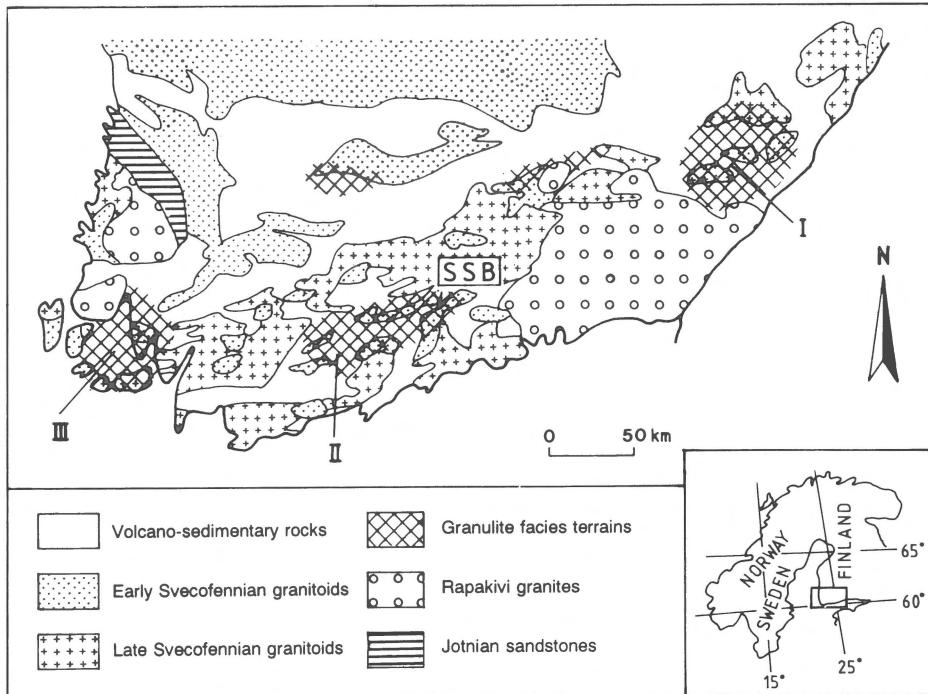 I
SSB
N
III
II
0 50 km
Volcano-sedimentary rocks
Early Svecofennian granitoids
Late Svecofennian granitoids
Granulite facies terrains
Rapakivi granites
Jotnian sandstones
NORWAY
SWEDEN
FINLAND
65°
60°
15°
25°